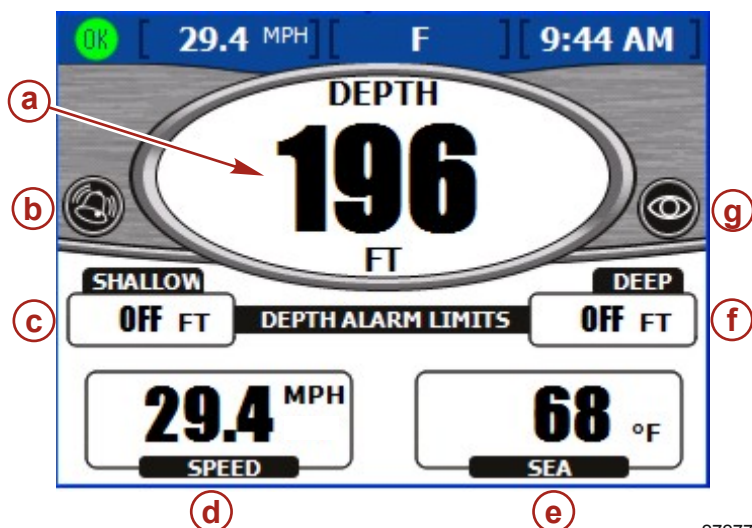 OK [ 29.4 MPH ] [ F ] [ 9:44 AM ]
a
DEPTH
196
FT
b
g
SHALLOW
DEEP
c
OFF FT
DEPTH ALARM LIMITS
OFF FT
f
29.4 MPH
68 °F
SPEED
SEA
d
e